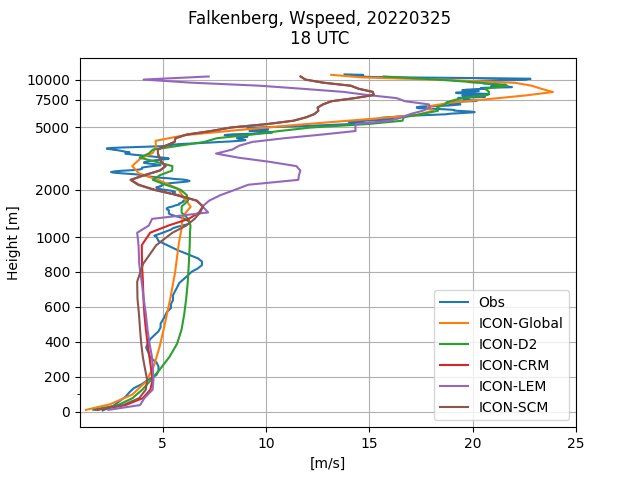 Falkenberg, Wspeed, 20220325
18 UTC
10000
7500
5000
2000
1000
800
600
400
200
0
Height [m]
5
10
15
20
25
[m/s]
Obs
ICON-Global
ICON-D2
ICON-CRM
ICON-LEM
ICON-SCM